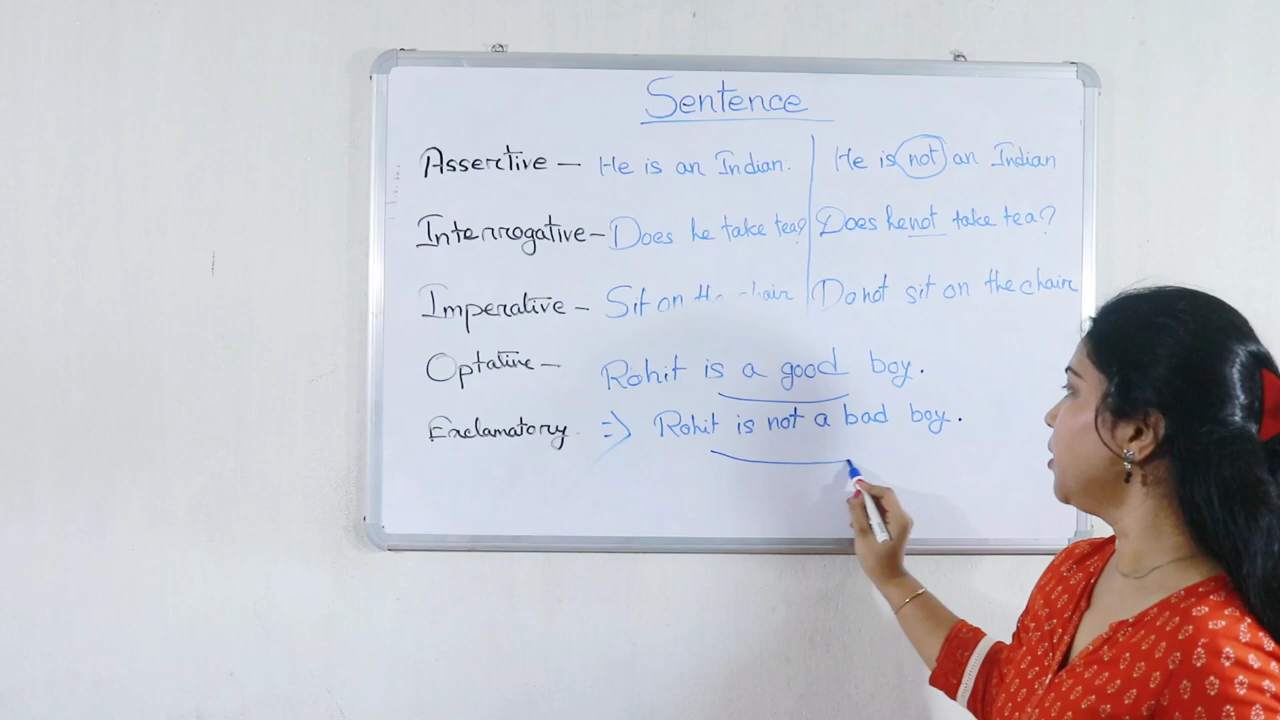 Sentence
Assertive – He is an Indian. He is not an Indian
Interrogative – Does he take tea? Does he not take tea?
Imperative – Sit on the chair Do not sit on the chair
Optative – Rohit is a good boy.
Exclamatory => Rohit is not a bad boy.